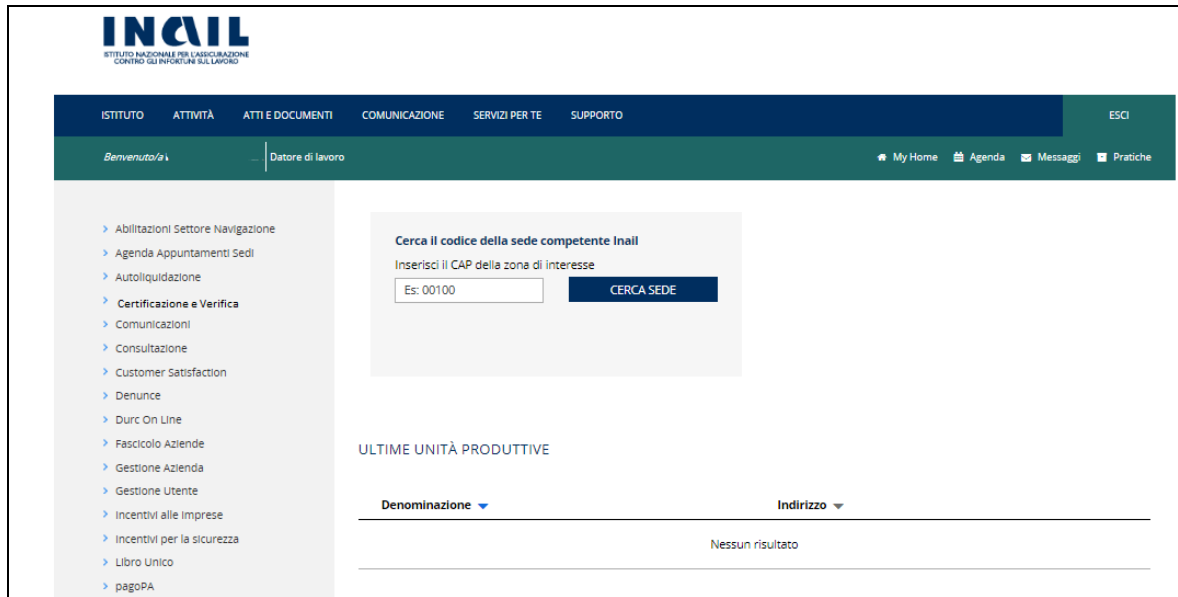 INAIL
ISTITUTO NAZIONALE PER L'ASSICURAZIONE
CONTRO GLI INFORTUNI SUL LAVORO
ISTITUTO ATTIVITÀ ATTI E DOCUMENTI COMUNICAZIONE SERVIZI PER TE SUPPORTO ESCI
Benvenuto/a Datore di lavoro My Home Agenda Messaggi Pratiche
Abilitazioni Settore Navigazione
Agenda Appuntamenti Sedi
Autoliquidazione
Certificazione e Verifica
Comunicazioni
Consultazione
Customer Satisfaction
Denunce
Durc On Line
Fascicolo Aziende
Gestione Azienda
Gestione Utente
Incentivi alle Imprese
Incentivi per la sicurezza
Libro Unico
pagoPA
Cerca il codice della sede competente Inail
Inserisci il CAP della zona di interesse
Es: 00100 CERCA SEDE
ULTIME UNITÀ PRODUTTIVE
Denominazione Indirizzo
Nessun risultato